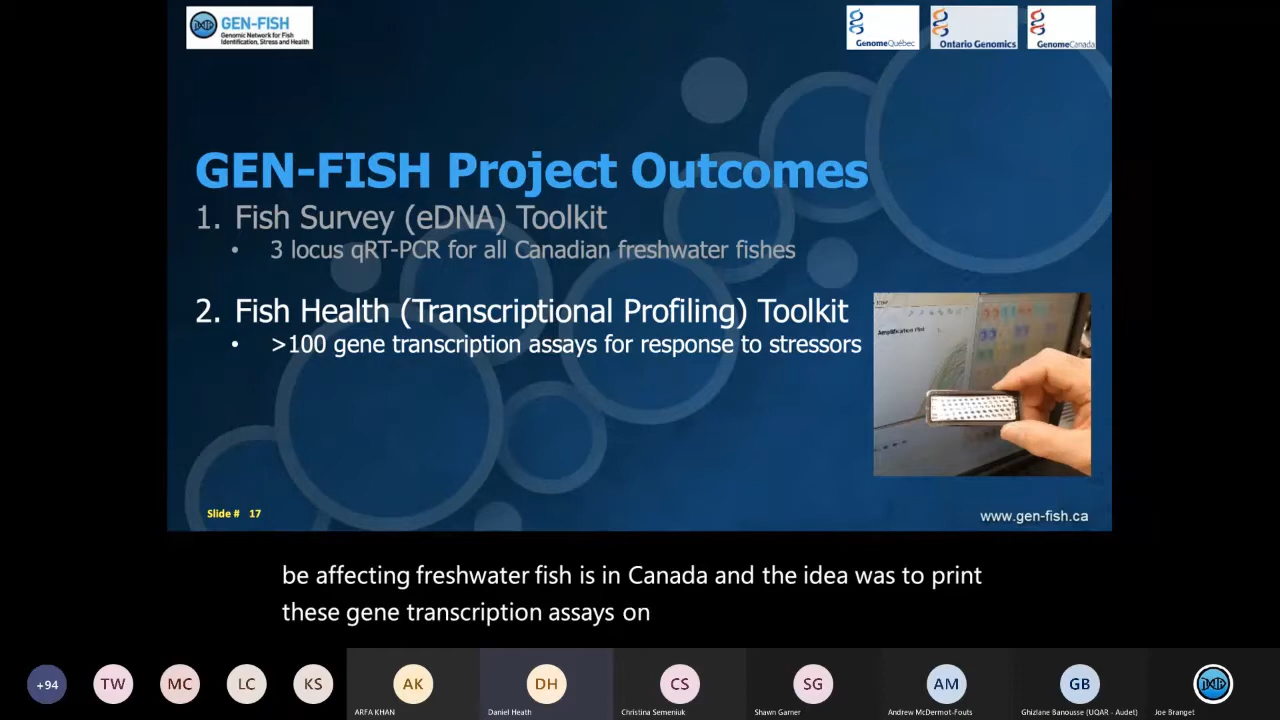 GEN-FISH
Genomic Network for Fish
Identification, Stress and Health
GenomeQuébec
Ontario Genomics
GenomeCanada
GEN-FISH Project Outcomes
1. Fish Survey (eDNA) Toolkit
• 3 locus qRT-PCR for all Canadian freshwater fishes
2. Fish Health (Transcriptional Profiling) Toolkit
• >100 gene transcription assays for response to stressors
Amplification Plot
Slide # 17
www.gen-fish.ca
be affecting freshwater fish is in Canada and the idea was to print
these gene transcription assays on
+94
TW
MC
LC
KS
AK
DH
CS
SG
AM
GB
ARFA KHAN
Daniel Heath
Christina Semeniuk
Shawn Garner
Andrew McDermot-Fouts
Ghizlane Banousse (UQAR - Audet)
Joe Branget